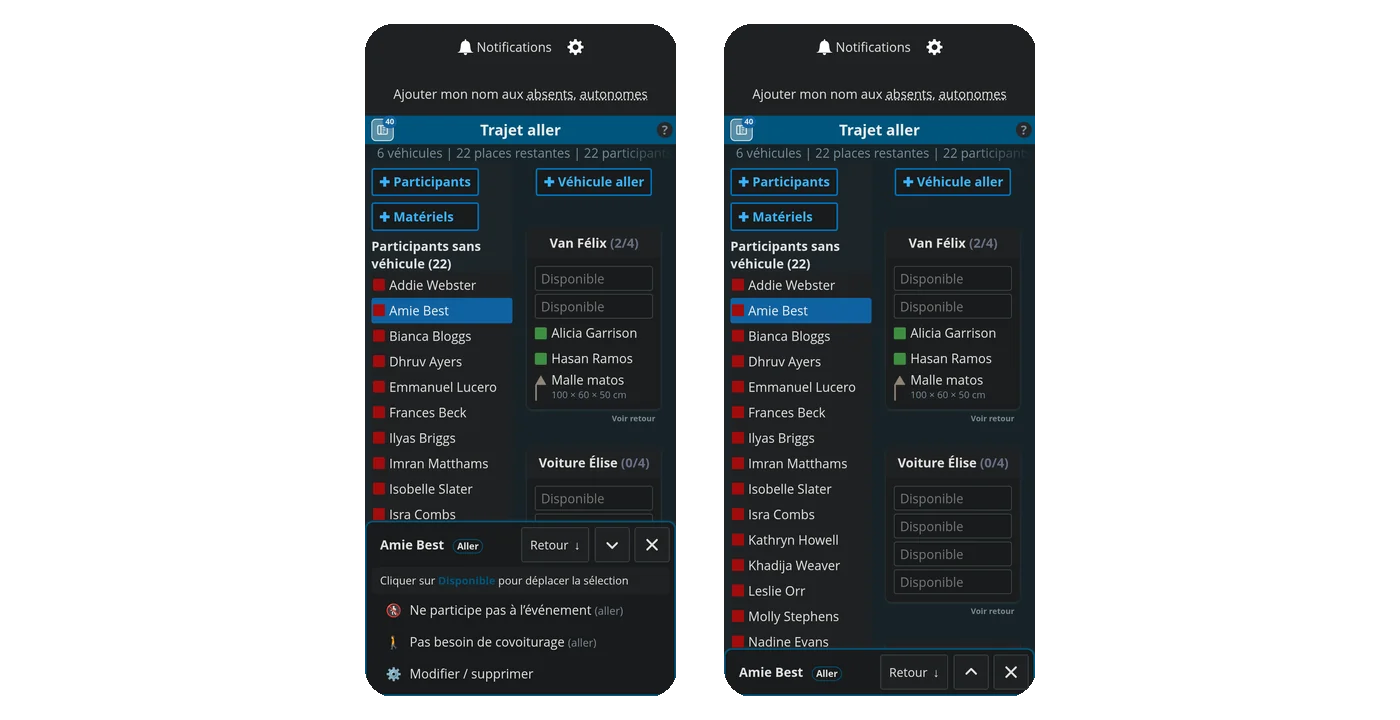 Notifications
Ajouter mon nom aux absents, autonomes
40
Trajet aller
?
6 véhicules | 22 places restantes | 22 participant
+ Participants
+ Véhicule aller
+ Matériels
Participants sans
véhicule (22)
Addie Webster
Amie Best
Bianca Bloggs
Dhruv Ayers
Emmanuel Lucero
Frances Beck
Ilyas Briggs
Imran Matthams
Isobelle Slater
Isra Combs
Van Félix (2/4)
Disponible
Disponible
Alicia Garrison
Hasan Ramos
Malle matos
100 × 60 × 50 cm
Voir retour
Voiture Élise (0/4)
Disponible
Amie Best Aller Retour ↓
Cliquer sur Disponible pour déplacer la sélection
Ne participe pas à l'événement (aller)
Pas besoin de covoiturage (aller)
Modifier / supprimer
Notifications
Ajouter mon nom aux absents, autonomes
40
Trajet aller
?
6 véhicules | 22 places restantes | 22 participant
+ Participants
+ Véhicule aller
+ Matériels
Participants sans
véhicule (22)
Addie Webster
Amie Best
Bianca Bloggs
Dhruv Ayers
Emmanuel Lucero
Frances Beck
Ilyas Briggs
Imran Matthams
Isobelle Slater
Isra Combs
Kathryn Howell
Khadija Weaver
Leslie Orr
Molly Stephens
Nadine Evans
Van Félix (2/4)
Disponible
Disponible
Alicia Garrison
Hasan Ramos
Malle matos
100 × 60 × 50 cm
Voir retour
Voiture Élise (0/4)
Disponible
Disponible
Disponible
Disponible
Voir retour
Amie Best Aller Retour ↓